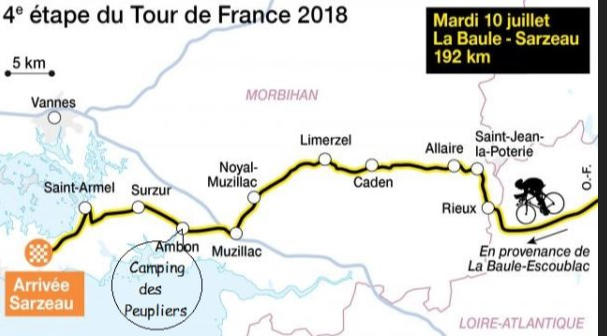 4e étape du Tour de France 2018
Mardi 10 juillet
La Baule - Sarzeau
192 km
5 km
Vannes
MORBIHAN
Limerzel
Allaire
Saint-Jean-
la-Poterie
Noyal-
Muzillac
Caden
O.-F.
Saint-Armel
Surzur
Rieux
Ambon
Muzillac
En provenance de
La Baule-Escoublac
Camping
des
Peupliers
Arrivée
Sarzeau
LOIRE-ATLANTIQUE